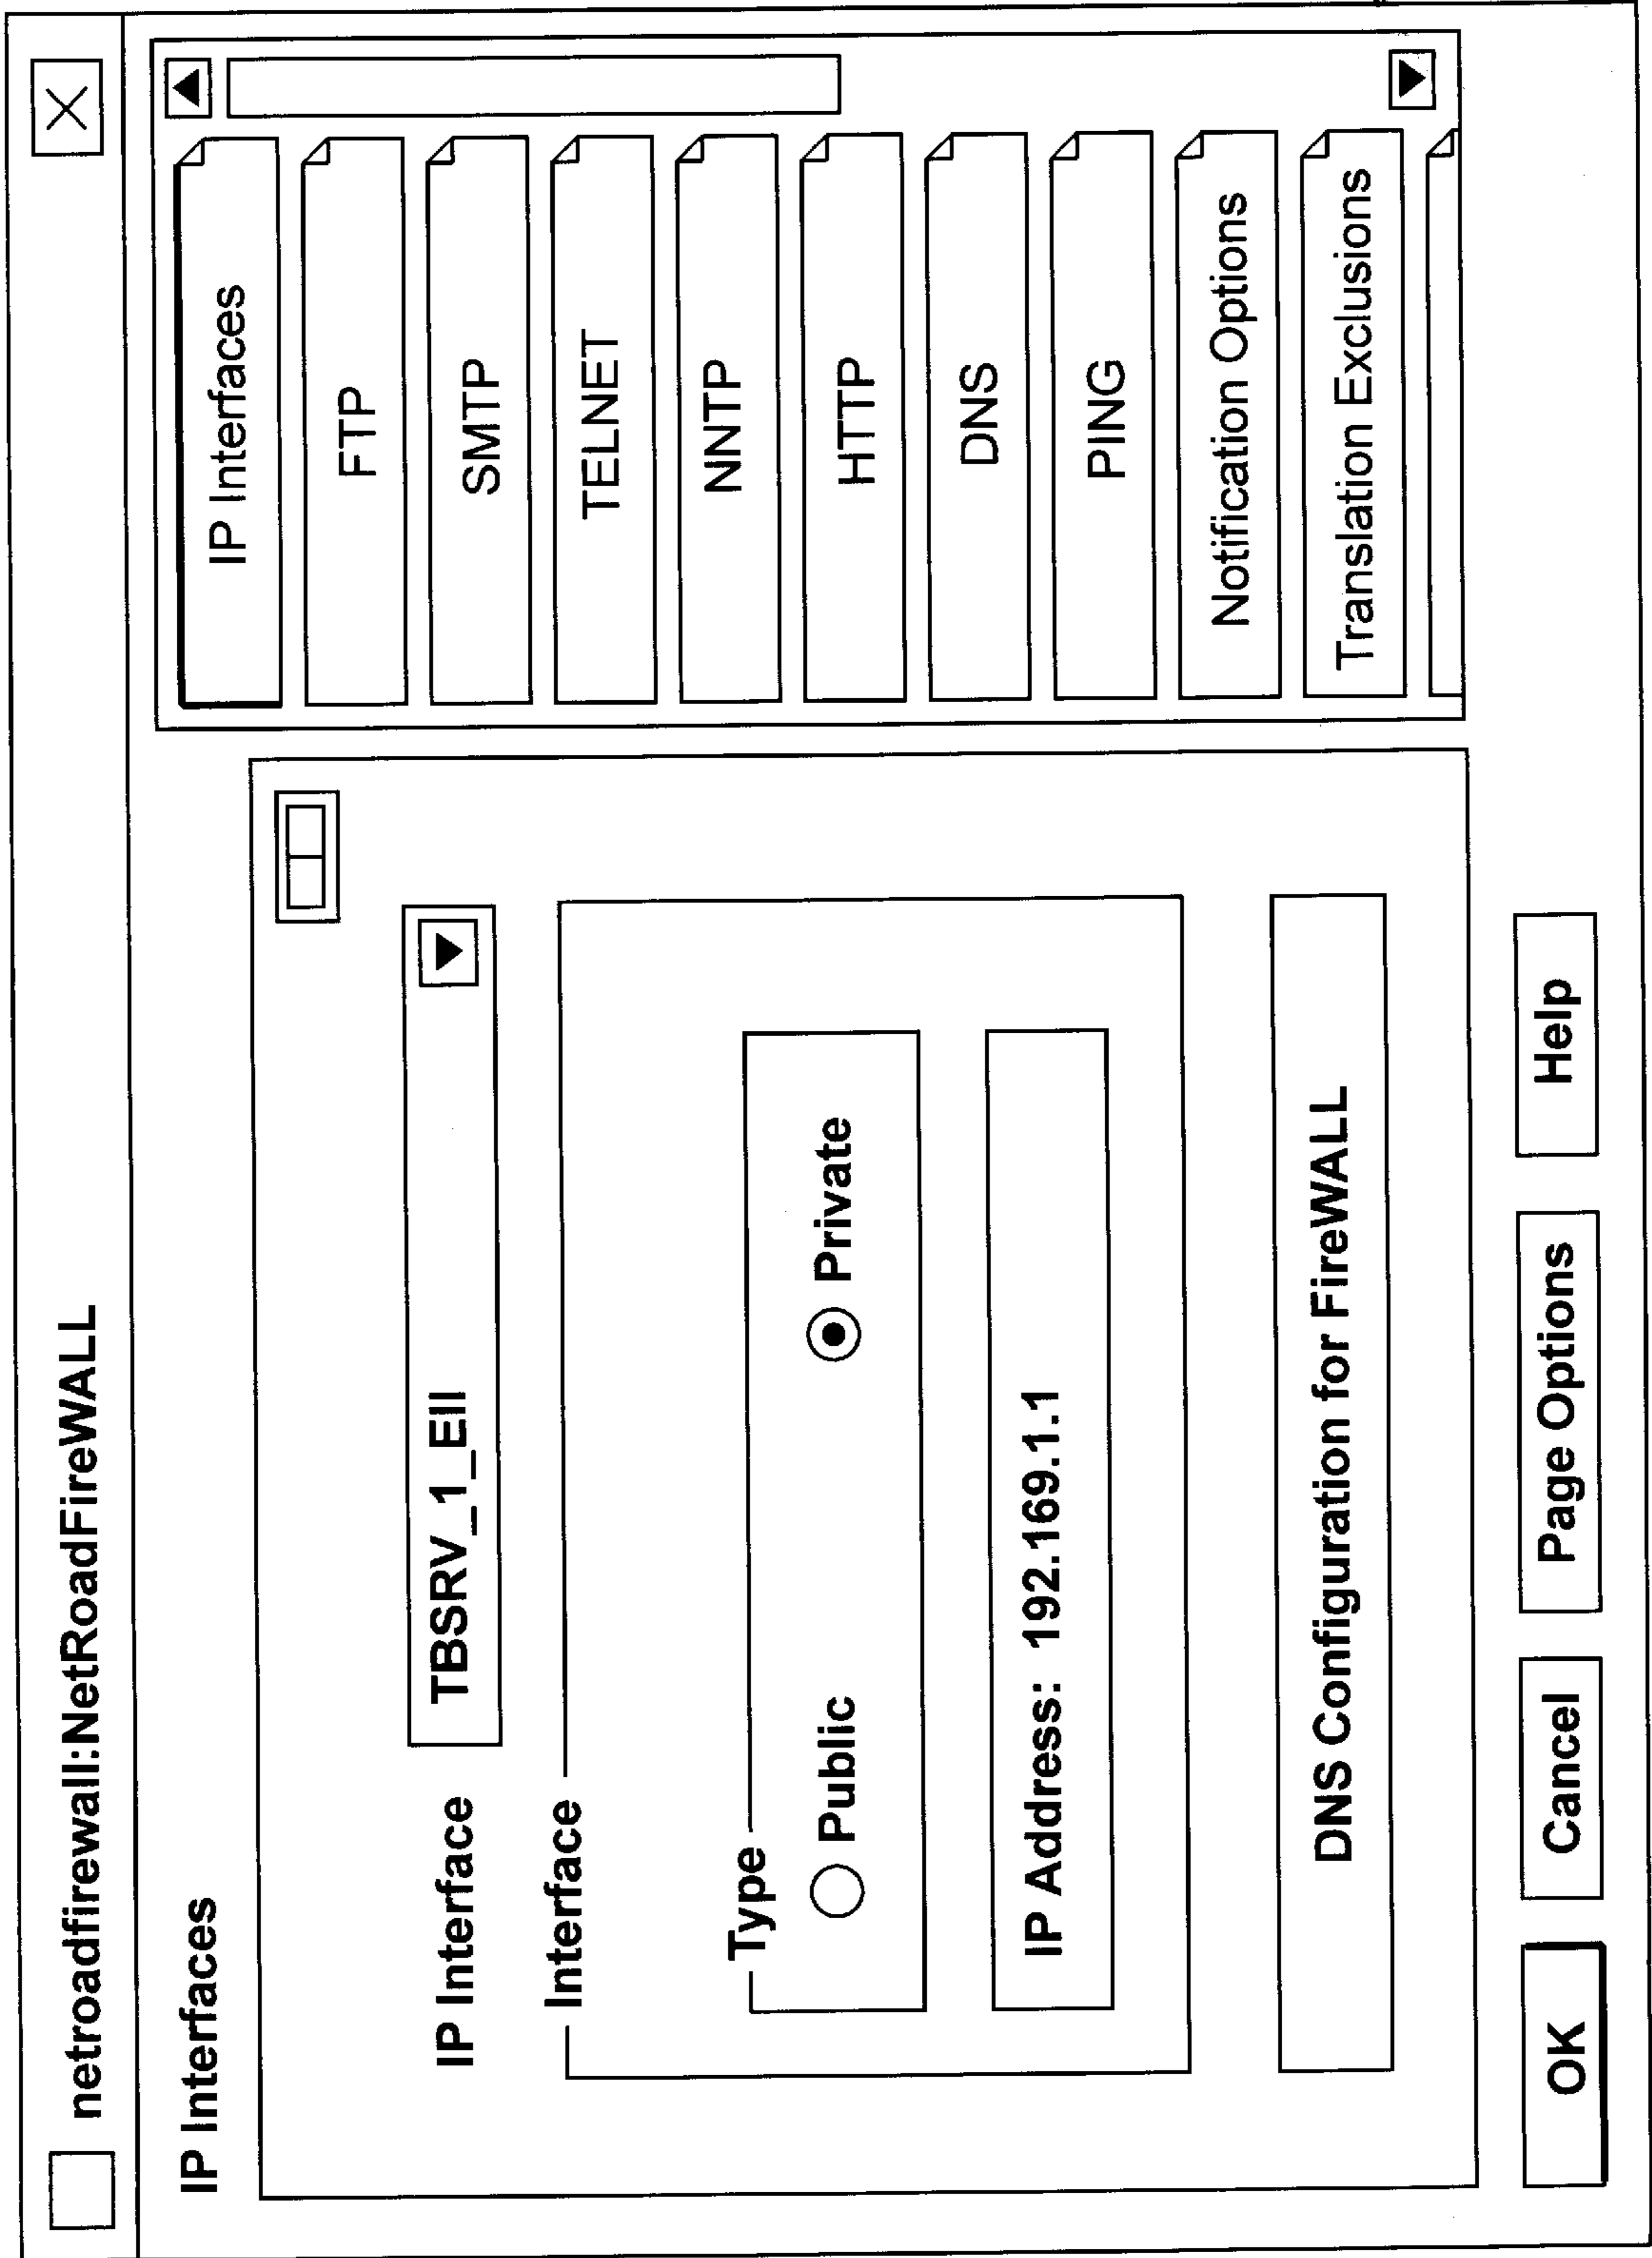 netroadfirewall:NetRoadFireWALL
IP Interfaces
IP Interface
TBSRV_1_EII
Interface
Type
Public
Private
IP Address: 192.169.1.1
DNS Configuration for FireWALL
OK
Cancel
Page Options
Help
IP Interfaces
FTP
SMTP
TELNET
NNTP
HTTP
DNS
PING
Notification Options
Translation Exclusions